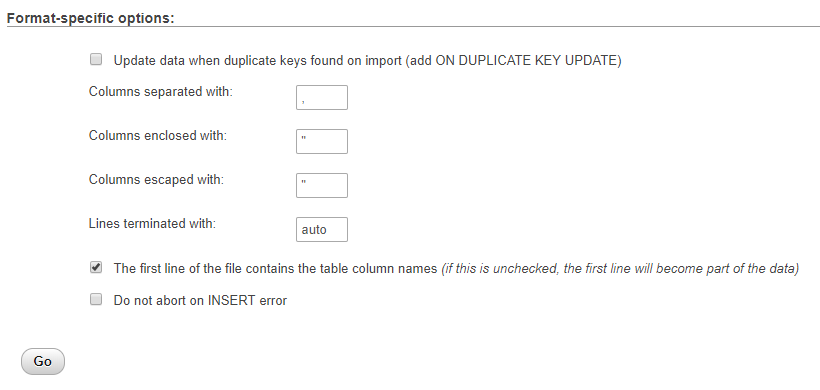 Format-specific options:
Update data when duplicate keys found on import (add ON DUPLICATE KEY UPDATE)
Columns separated with: ,
Columns enclosed with: "
Columns escaped with: "
Lines terminated with: auto
The first line of the file contains the table column names (if this is unchecked, the first line will become part of the data)
Do not abort on INSERT error
Go